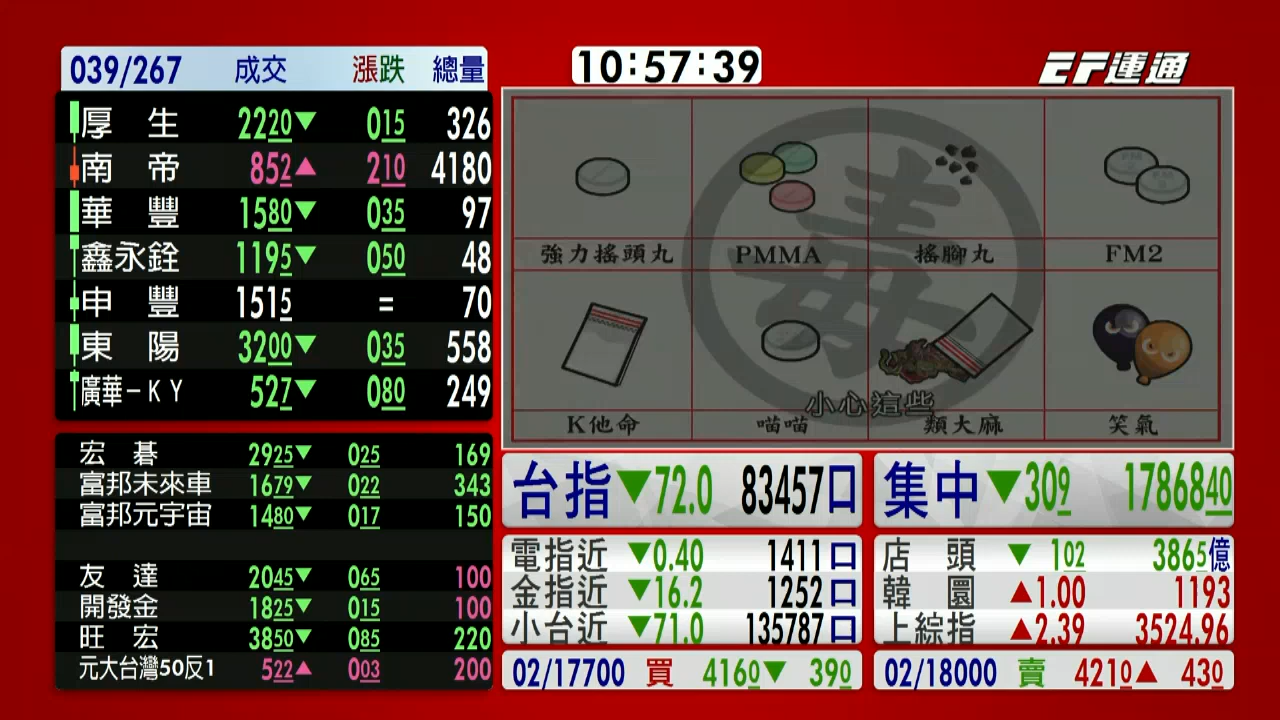 039/267 成交 漲跌 總量
10:57:39
EF運通
厚生 2220▼ 015 326
南帝 852▲ 210 4180
華豐 1580▼ 035 97
鑫永銓 1195▼ 050 48
申豐 1515 = 70
東陽 3200▼ 035 558
廣華-KY 527▼ 080 249
宏碁 2925▼ 025 169
富邦未來車 1679▼ 022 343
富邦元宇宙 1480▼ 017 150
友達 2045▼ 065 100
開發金 1825▼ 015 100
旺宏 3850▼ 085 220
元大台灣50反1 522▲ 003 200
毒
強力搖頭丸 PMMA 搖腳丸 FM2
小心這些
K他命 喵喵 類大麻 笑氣
台指▼72.0 83457口
集中▼309 1786840
電指近 ▼0.40 1411口
金指近 ▼16.2 1252口
小台近 ▼71.0 135787口
店頭 ▼102 3865億
韓圜 ▲1.00 1193
上綜指 ▲2.39 3524.96
02/17700 買 4160▼ 390
02/18000 賣 4210▲ 430